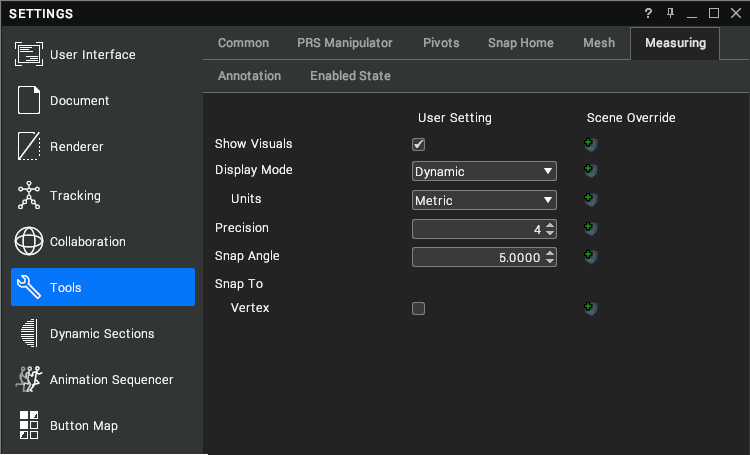 SETTINGS ?
User Interface
Document
Renderer
Tracking
Collaboration
Tools
Dynamic Sections
Animation Sequencer
Button Map
Common PRS Manipulator Pivots Snap Home Mesh Measuring
Annotation Enabled State
User Setting Scene Override
Show Visuals
Display Mode Dynamic
Units Metric
Precision 4
Snap Angle 5.0000
Snap To
Vertex